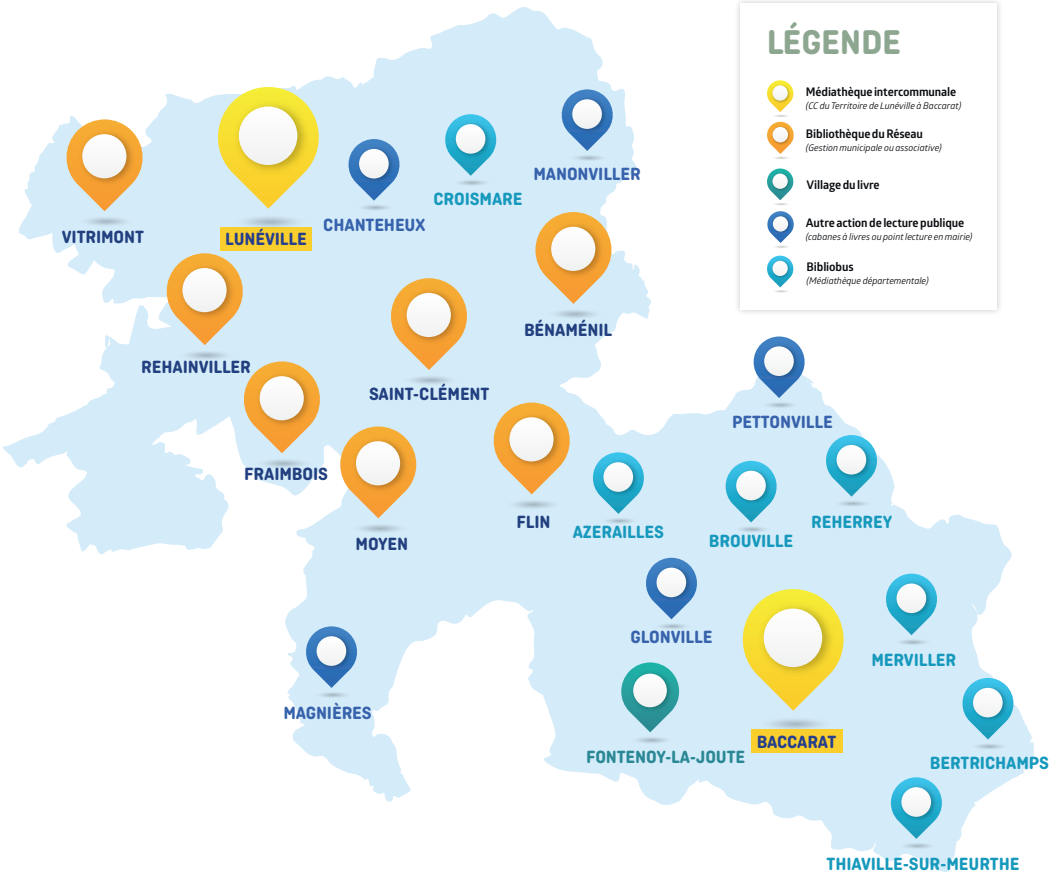 LÉGENDE
Médiathèque intercommunale
(CC du Territoire de Lunéville à Baccarat)
Bibliothèque du Réseau
(Gestion municipale ou associative)
Village du livre
Autre action de lecture publique
(cabanes à livres ou point lecture en mairie)
Bibliobus
(Médiathèque départementale)
MANONVILLER
CROISMARE
CHANTEHEUX
VITRIMONT
LUNÉVILLE
BÉNAMÉNIL
REHAINVILLER
SAINT-CLÉMENT
PETTONVILLE
FRAIMBOIS
FLIN
REHERREY
AZERAILLES
BROUVILLE
MOYEN
GLONVILLE
MERVILLER
MAGNIÈRES
BACCARAT
FONTENOY-LA-JOUTE
BERTRICHAMPS
THIAVILLE-SUR-MEURTHE